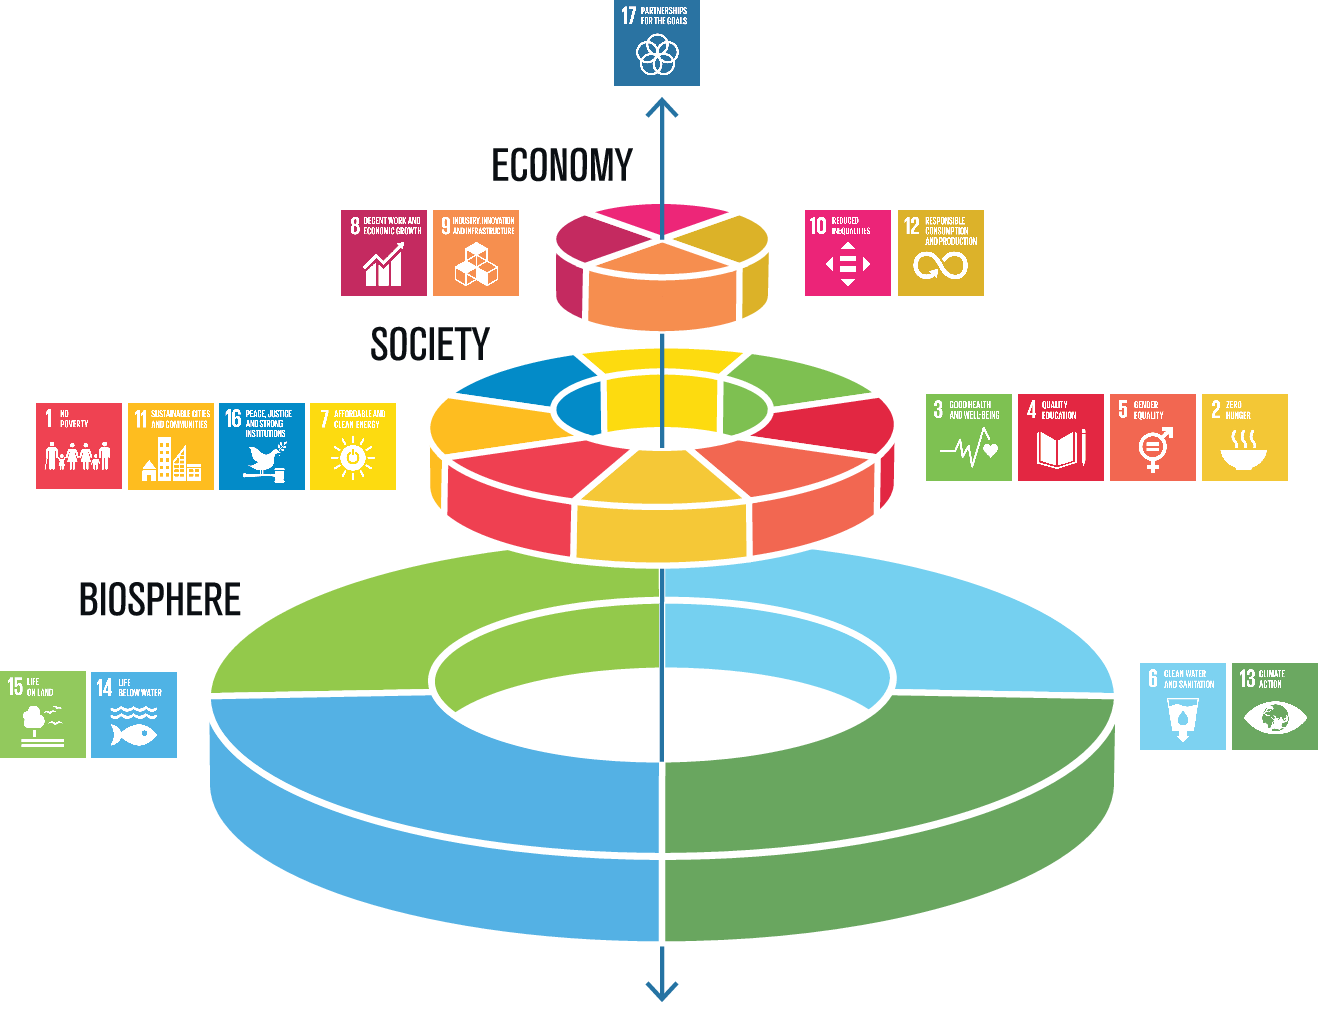 17 PARTNERSHIPS
FOR THE GOALS
ECONOMY
8 DECENT WORK AND
ECONOMIC GROWTH
9 INDUSTRY, INNOVATION
AND INFRASTRUCTURE
10 REDUCED
INEQUALITIES
12 RESPONSIBLE
CONSUMPTION
AND PRODUCTION
SOCIETY
1 NO
POVERTY
11 SUSTAINABLE CITIES
AND COMMUNITIES
16 PEACE, JUSTICE
AND STRONG
INSTITUTIONS
7 AFFORDABLE AND
CLEAN ENERGY
3 GOOD HEALTH
AND WELL-BEING
4 QUALITY
EDUCATION
5 GENDER
EQUALITY
2 ZERO
HUNGER
BIOSPHERE
15 LIFE
ON LAND
14 LIFE
BELOW WATER
6 CLEAN WATER
AND SANITATION
13 CLIMATE
ACTION